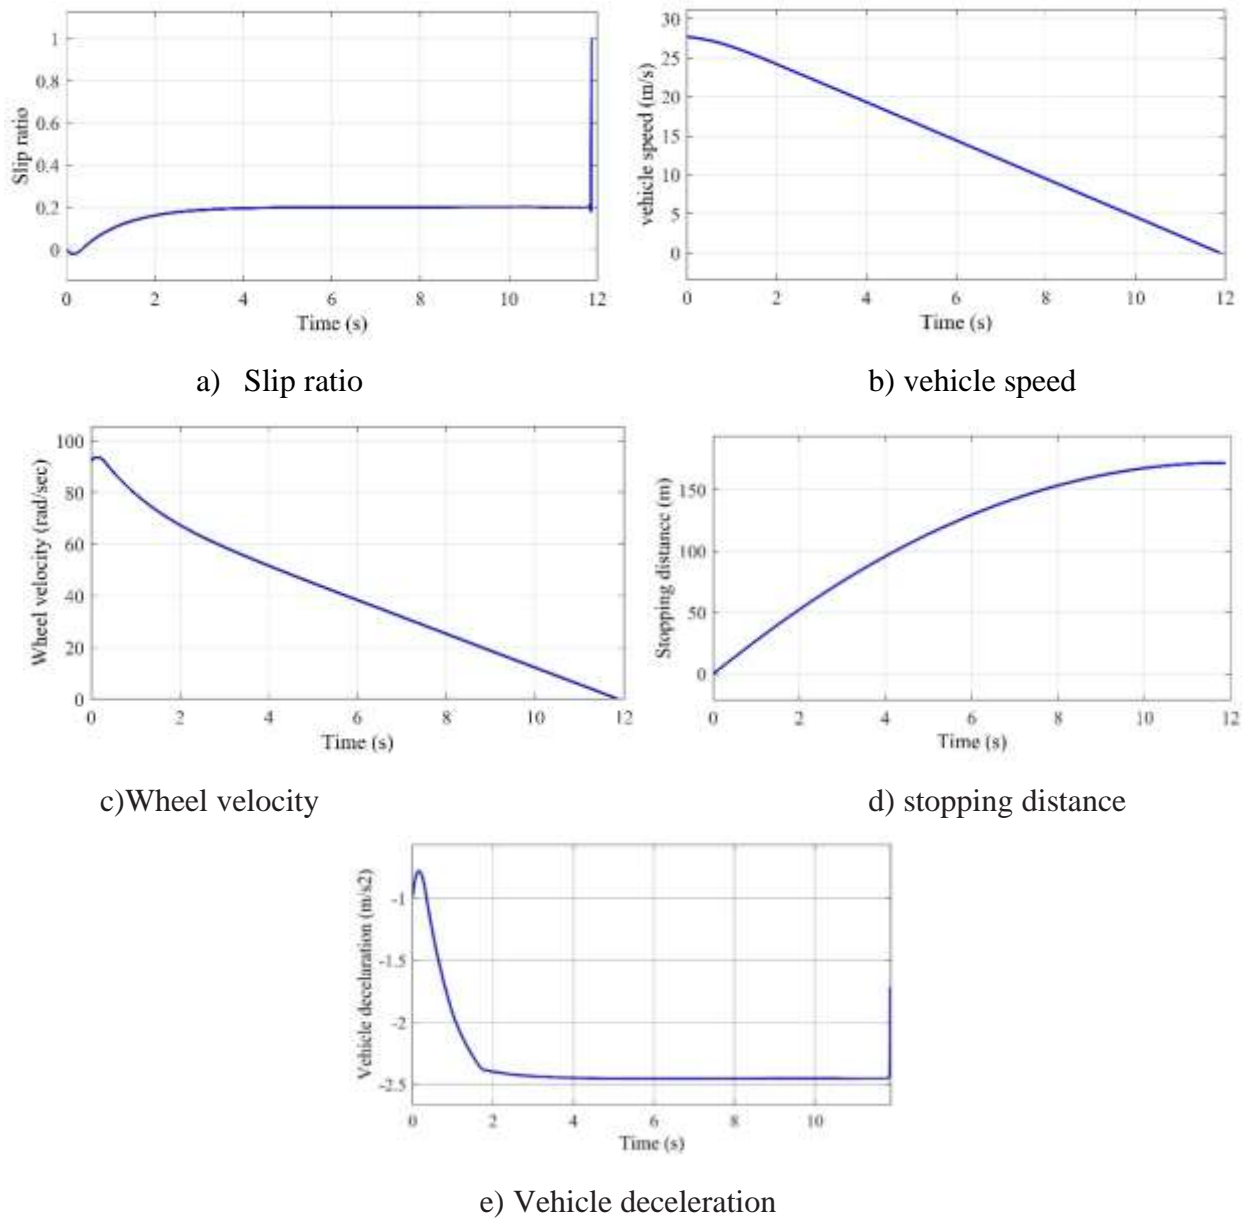 1
0.8
0.6
0.4
0.2
0
Slip ratio
0 2 4 6 8 10 12
Time (s)
a) Slip ratio
30
25
20
15
10
5
0
vehicle speed (m/s)
0 2 4 6 8 10 12
Time (s)
b) vehicle speed
100
80
60
40
20
0
Wheel velocity (rad/sec)
0 2 4 6 8 10 12
Time (s)
c)Wheel velocity
150
100
50
0
Stopping distance (m)
0 2 4 6 8 10 12
Time (s)
d) stopping distance
-1
-1.5
-2
-2.5
Vehicle decelaration (m/s2)
0 2 4 6 8 10
Time (s)
e) Vehicle deceleration